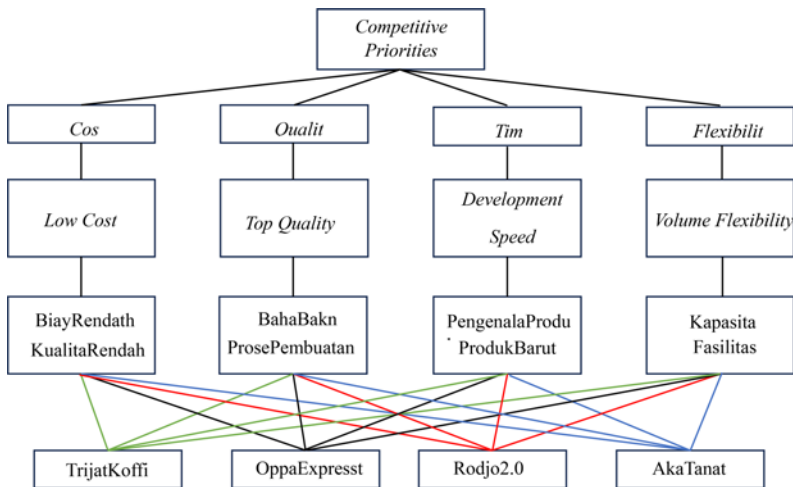 Competitive
Priorities
Cos
Qualit
Tim
Flexibilit
Low Cost
Top Quality
Development
Speed
Volume Flexibility
BiayRendath
KualitaRendah
BahaBakn
ProsePembuatan
PengenalaProdu
ProdukBarut
Kapasita
Fasilitas
TrijatKoffi
OppaExpresst
Rodjo2.0
AkaTanat